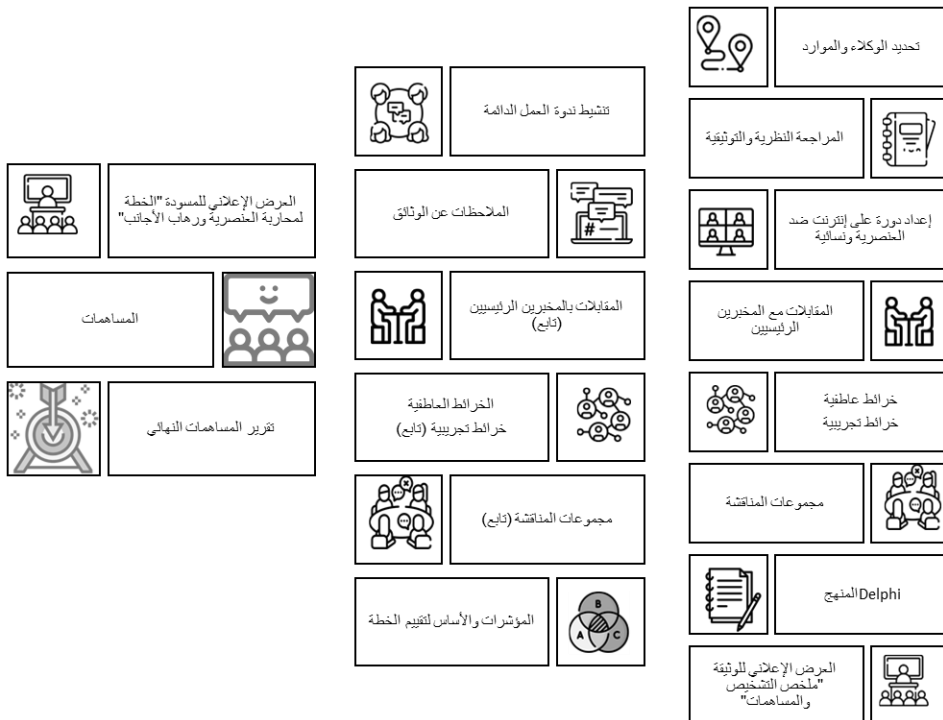 تحديد الوكلاء والموارد
المراجعة النظرية والتوثيقية
إعداد دورة على إنترنت ضد
العنصرية ونسائية
المقابلات مع المخبرين
الرئيسيين
خرائط عاطفية
خرائط تجريبية
مجموعات المناقشة
المنهج Delphi
العرض الإعلاني للوثيقة
"ملخص التشخيص
والمساهمات"
تنشيط ندوة العمل الدائمة
الملاحظات عن الوثائق
#
المقابلات بالمخبرين الرئيسيين
(تابع)
الخرائط العاطفية
خرائط تجريبية (تابع)
مجموعات المناقشة (تابع)
المؤشرات والأساس لتقييم الخطة
B
A C
العرض الإعلاني للمسودة "الخطة
لمحاربة العنصرية ورهاب الأجانب"
المساهمات
تقرير المساهمات النهائي